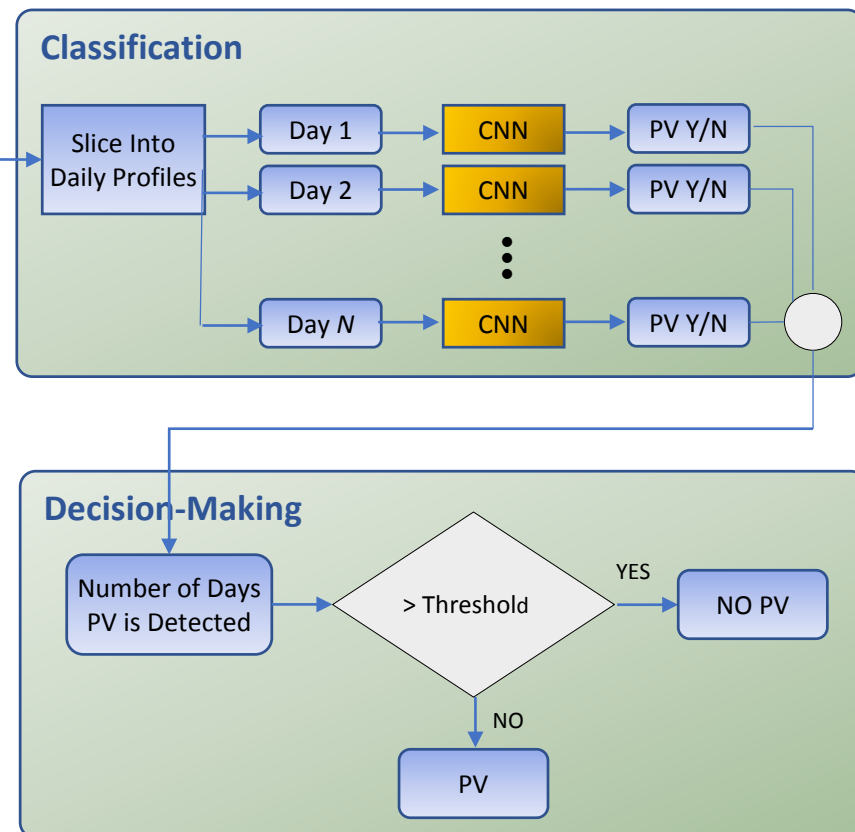 Classification
Slice Into
Daily Profiles
Day 1
CNN
PV Y/N
Day 2
CNN
PV Y/N
Day N
CNN
PV Y/N
Decision-Making
Number of Days
PV is Detected
> Threshold
YES
NO PV
NO
PV